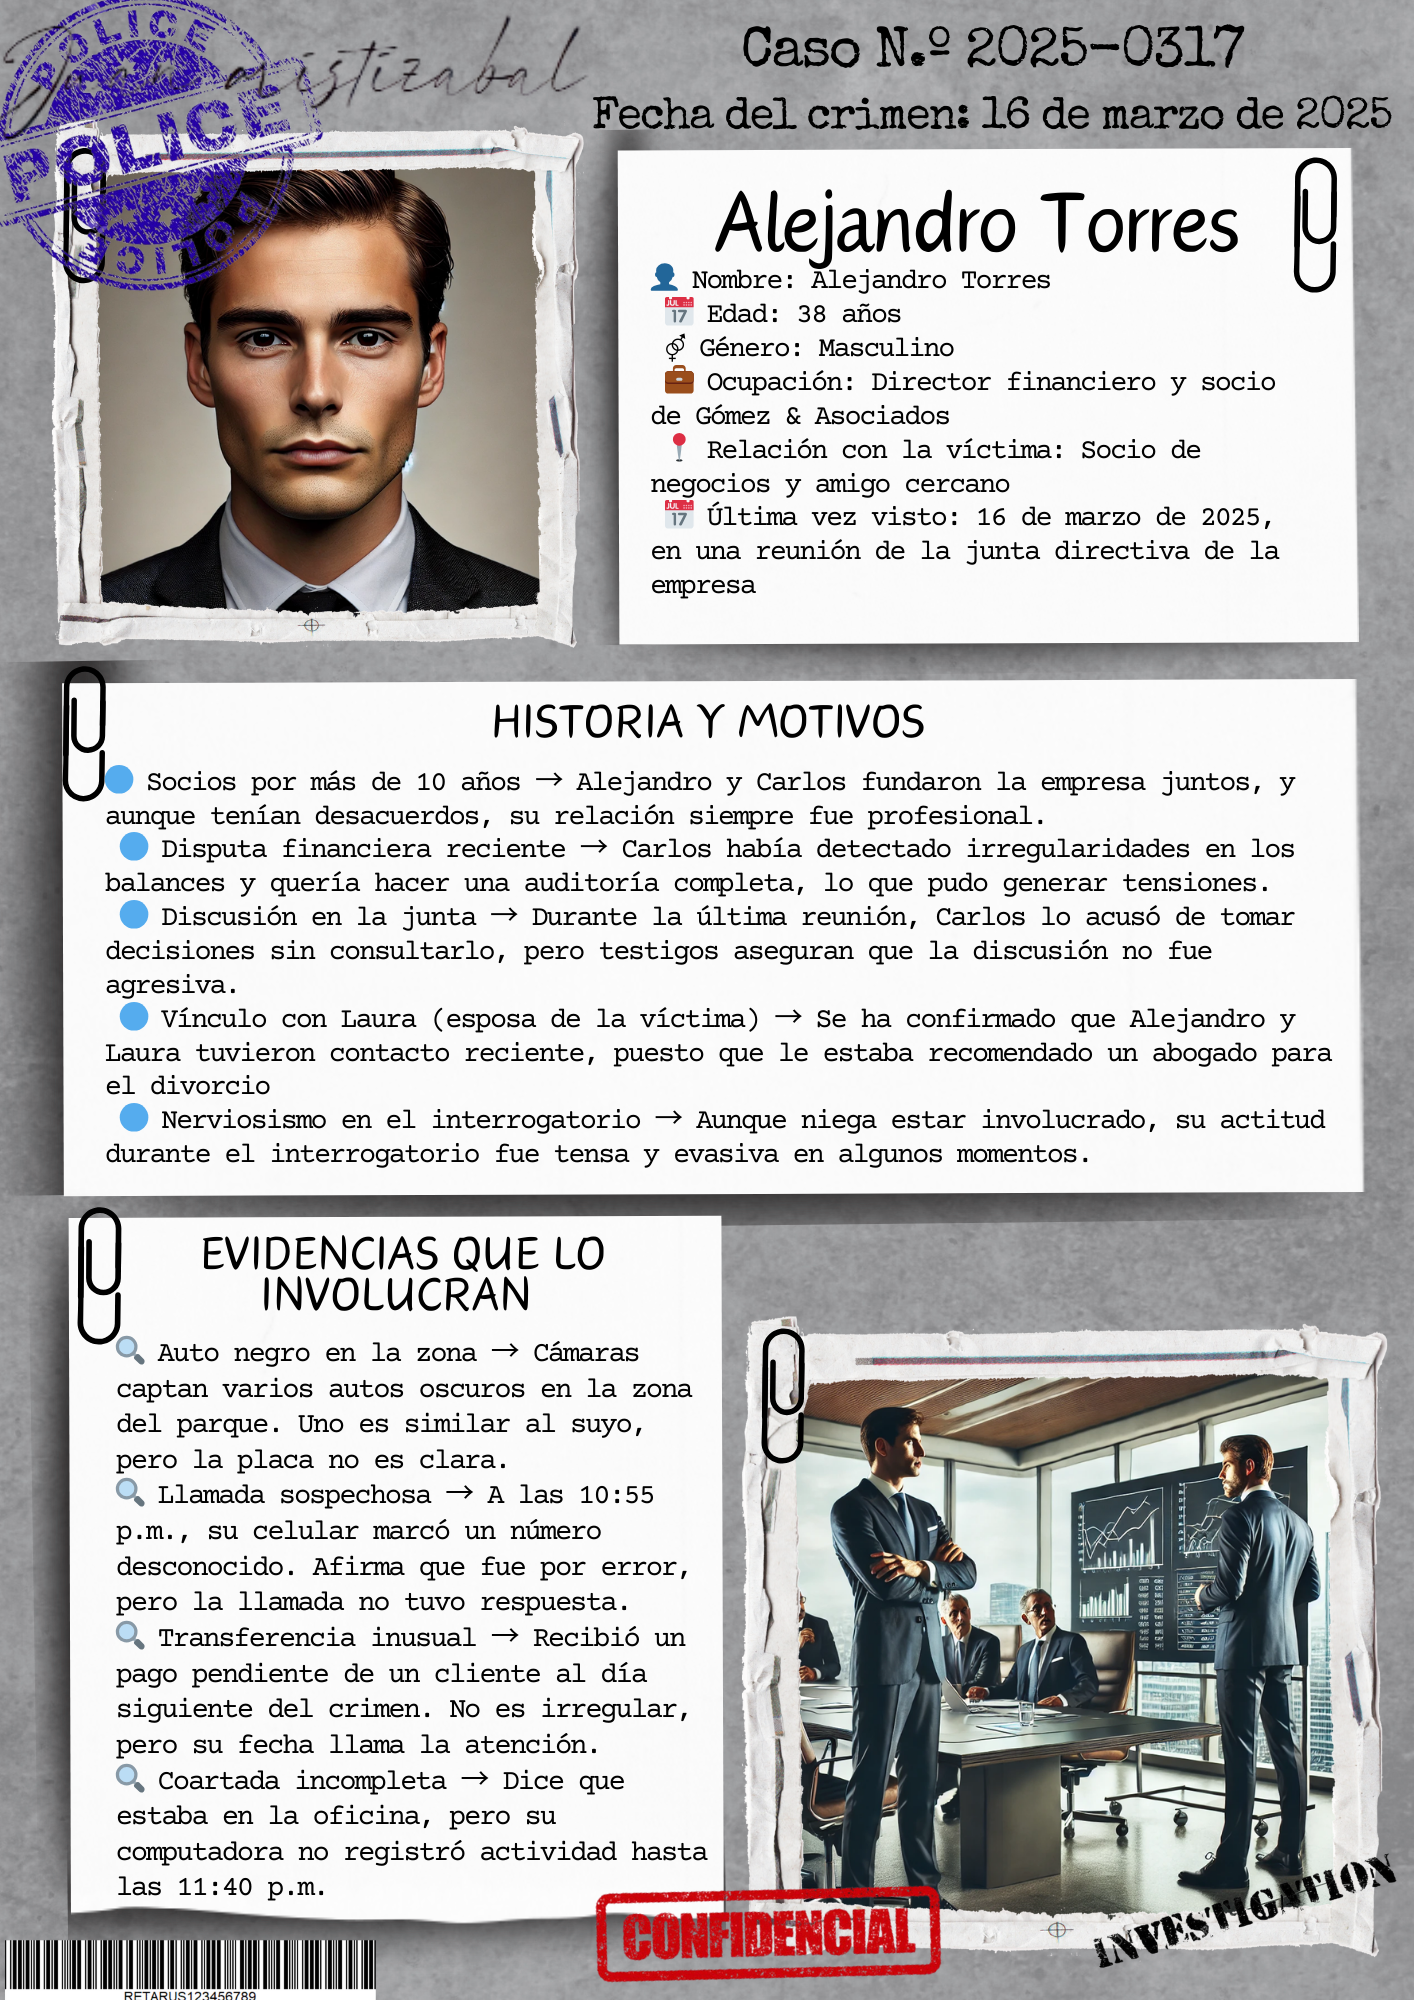 Caso N.º 2025-0317
Fecha del crimen: 16 de marzo de 2025
POLICE
POLICE
POLICE
Alejandro Torres
Nombre: Alejandro Torres
Edad: 38 años
Género: Masculino
Ocupación: Director financiero y socio
de Gómez & Asociados
Relación con la víctima: Socio de
negocios y amigo cercano
Última vez visto: 16 de marzo de 2025,
en una reunión de la junta directiva de la
empresa
HISTORIA Y MOTIVOS
Socios por más de 10 años → Alejandro y Carlos fundaron la empresa juntos, y
aunque tenían desacuerdos, su relación siempre fue profesional.
Disputa financiera reciente → Carlos había detectado irregularidades en los
balances y quería hacer una auditoría completa, lo que pudo generar tensiones.
Discusión en la junta → Durante la última reunión, Carlos lo acusó de tomar
decisiones sin consultarlo, pero testigos aseguran que la discusión no fue
agresiva.
Vínculo con Laura (esposa de la víctima) → Se ha confirmado que Alejandro y
Laura tuvieron contacto reciente, puesto que le estaba recomendado un abogado para
el divorcio
Nerviosismo en el interrogatorio → Aunque niega estar involucrado, su actitud
durante el interrogatorio fue tensa y evasiva en algunos momentos.
EVIDENCIAS QUE LO
INVOLUCRAN
Auto negro en la zona → Cámaras
captan varios autos oscuros en la zona
del parque. Uno es similar al suyo,
pero la placa no es clara.
Llamada sospechosa → A las 10:55
p.m., su celular marcó un número
desconocido. Afirma que fue por error,
pero la llamada no tuvo respuesta.
Transferencia inusual → Recibió un
pago pendiente de un cliente al día
siguiente del crimen. No es irregular,
pero su fecha llama la atención.
Coartada incompleta → Dice que
estaba en la oficina, pero su
computadora no registró actividad hasta
las 11:40 p.m.
CONFIDENCIAL
INVESTIGATION
RETARUS123456789